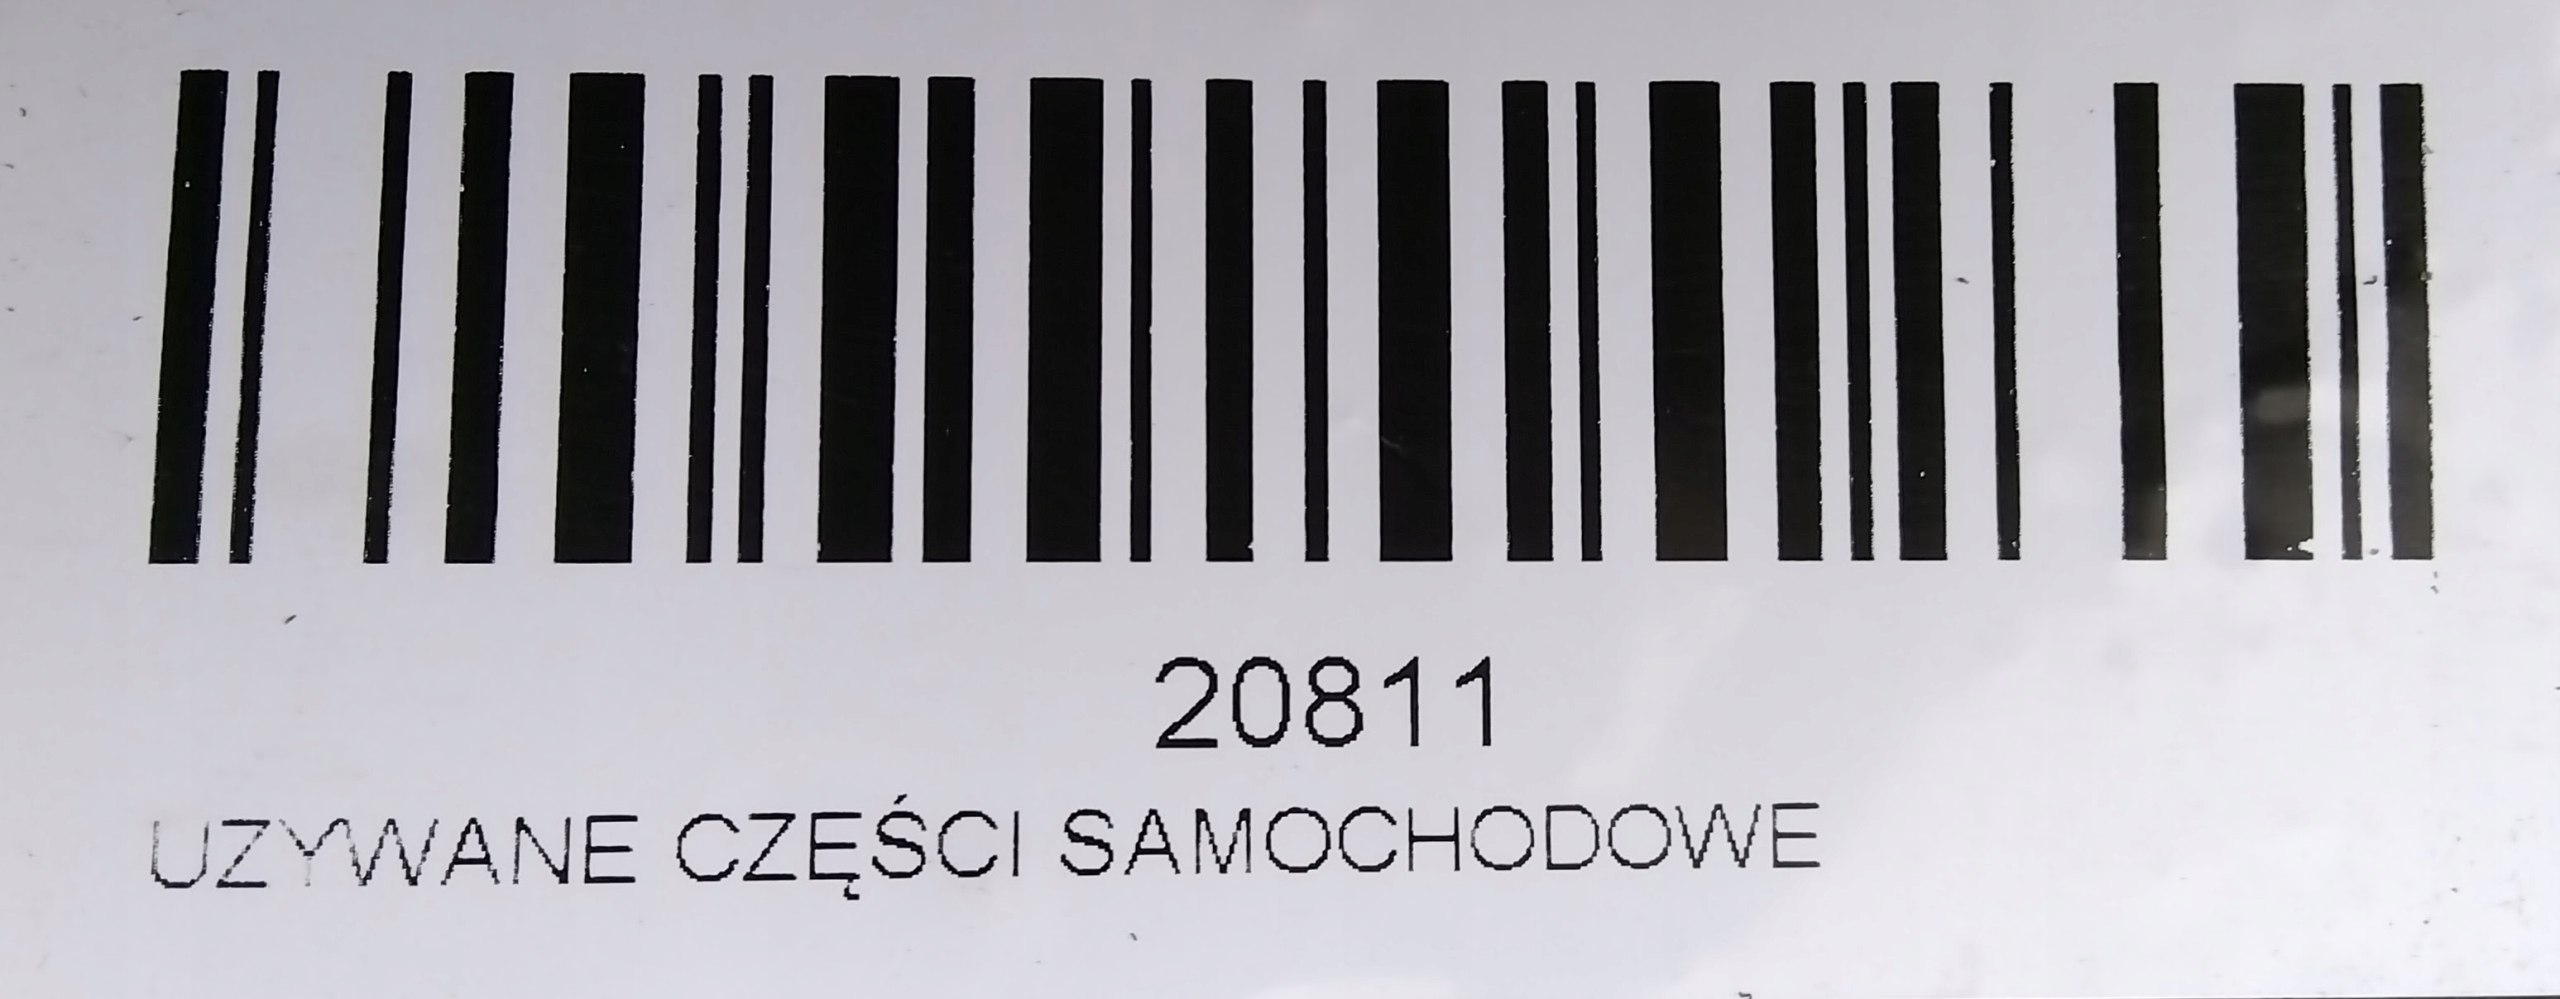 20811
UZYWANE CZĘŚCI SAMOCHODOWE